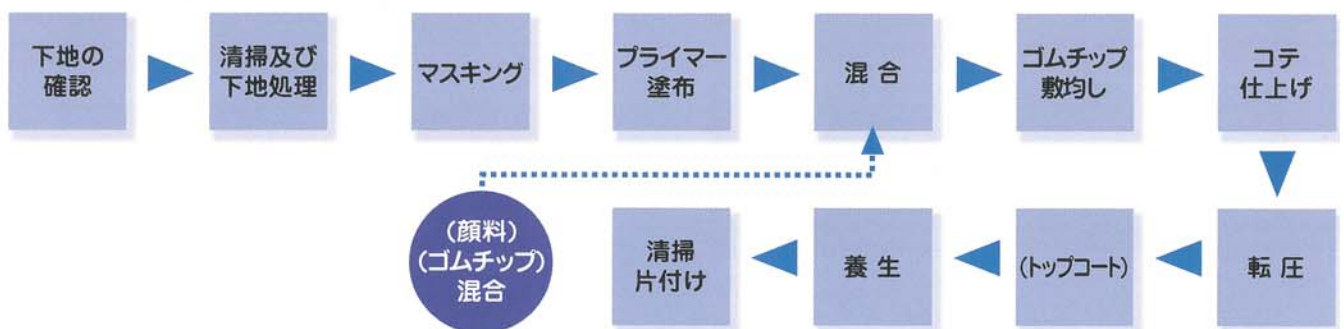 下地の
確認
清掃及び
下地処理
マスキング
プライマー
塗布
混合
ゴムチップ
敷均し
コテ
仕上げ
転圧
(トップコート)
養生
清掃
片付け
(顔料)
(ゴムチップ)
混合